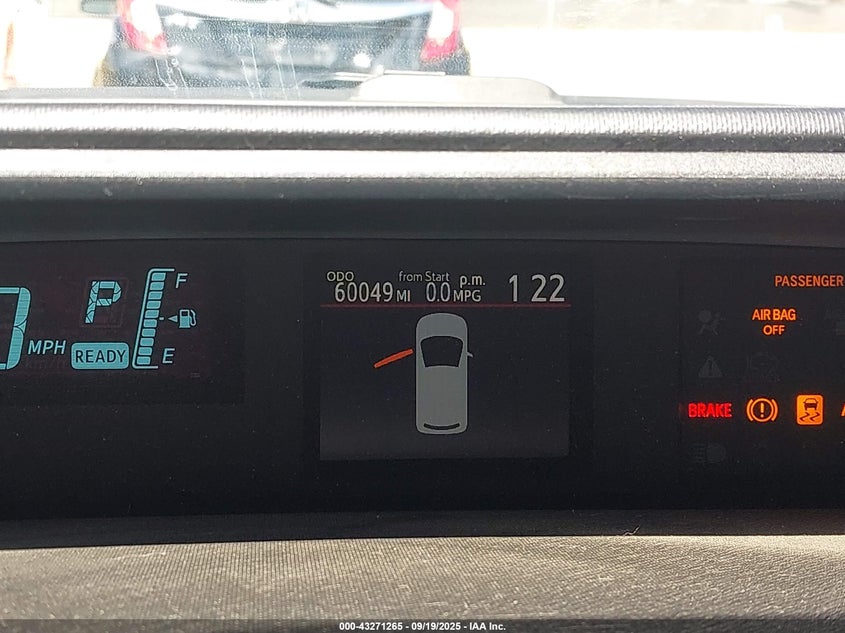 ODO from Start p.m.
60049 MI 0.0 MPG 1 22
P
F
MPH
READY
E
PASSENGER
AIR BAG
OFF
BRAKE
000-43271265 - 09/19/2025 - IAA Inc.